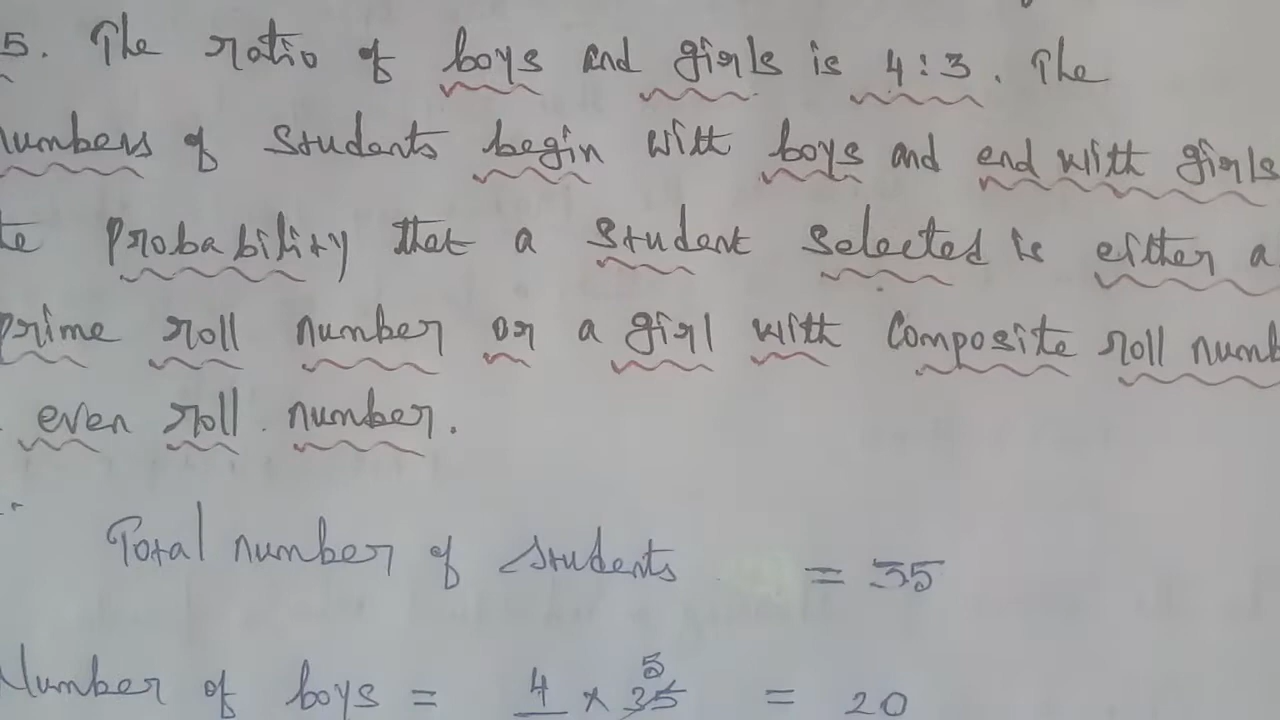 5. The ratio of boys and girls is 4:3. The
numbers of students begin with boys and end with girls
te probability that a student selected is either a
prime roll number or a girl with composite roll numb
even roll number.
Total number of students = 35
Number of boys = 4 × 35 5 = 20